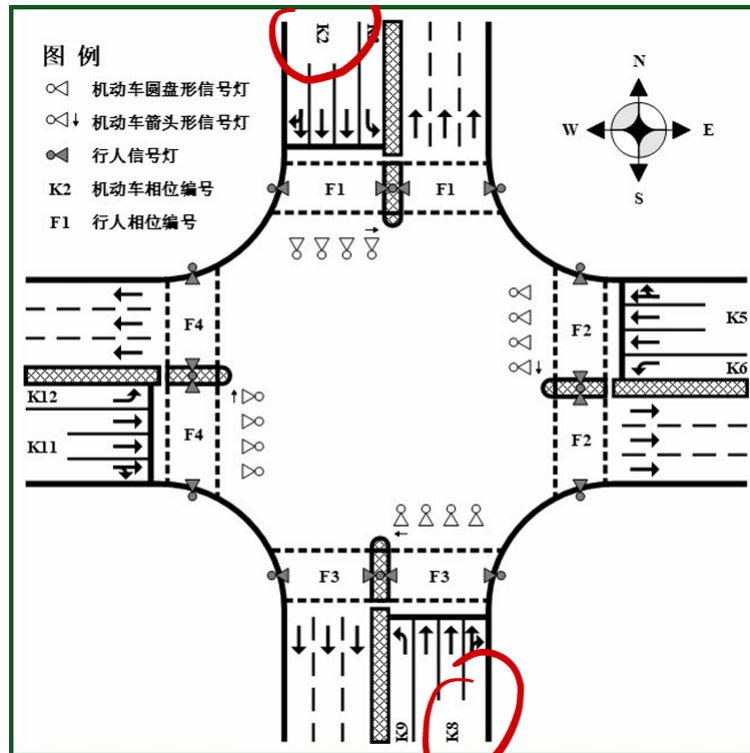 图 例
机动车圆盘形信号灯
机动车箭头形信号灯
行人信号灯
K2 机动车相位编号
F1 行人相位编号
K2
N
W
E
S
F1
F1
F4
F2
K5
K6
K12
K11
F4
F2
F3
F3
K9
K8